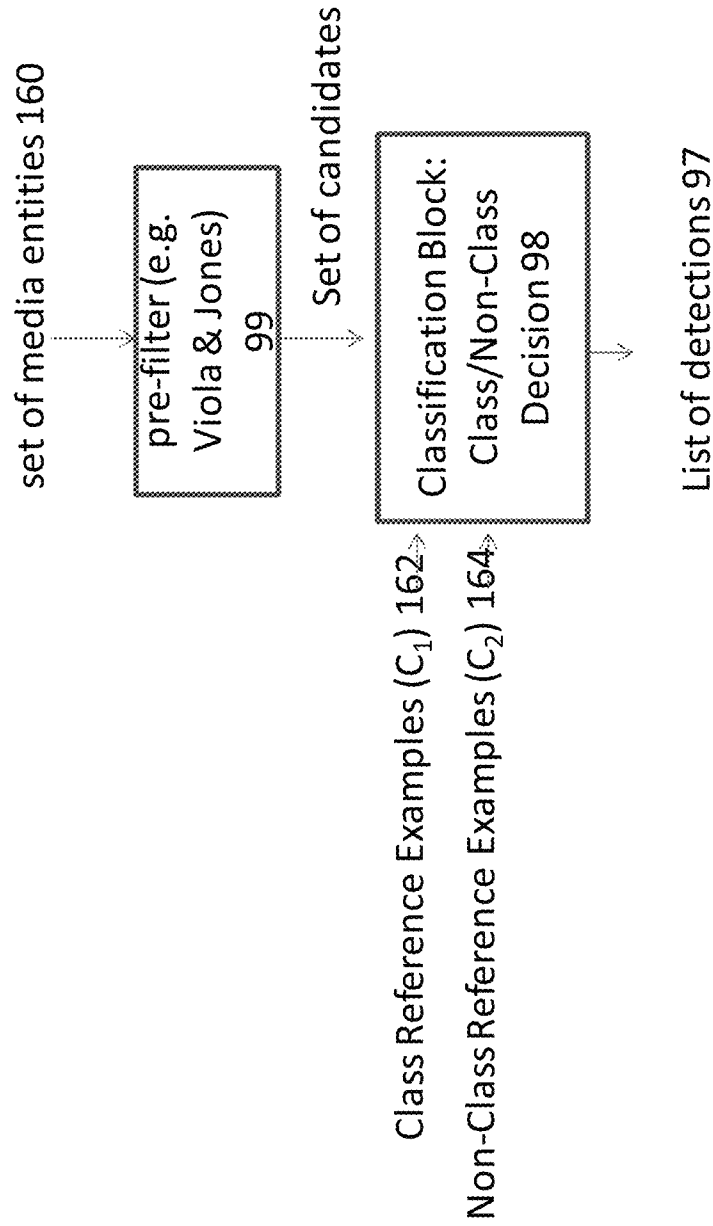 set of media entities 160
pre-filter (e.g.
Viola & Jones)
99
Set of candidates
Class Reference Examples (C₁) 162
Non-Class Reference Examples (C₂) 164
Classification Block:
Class/Non-Class
Decision 98
List of detections 97